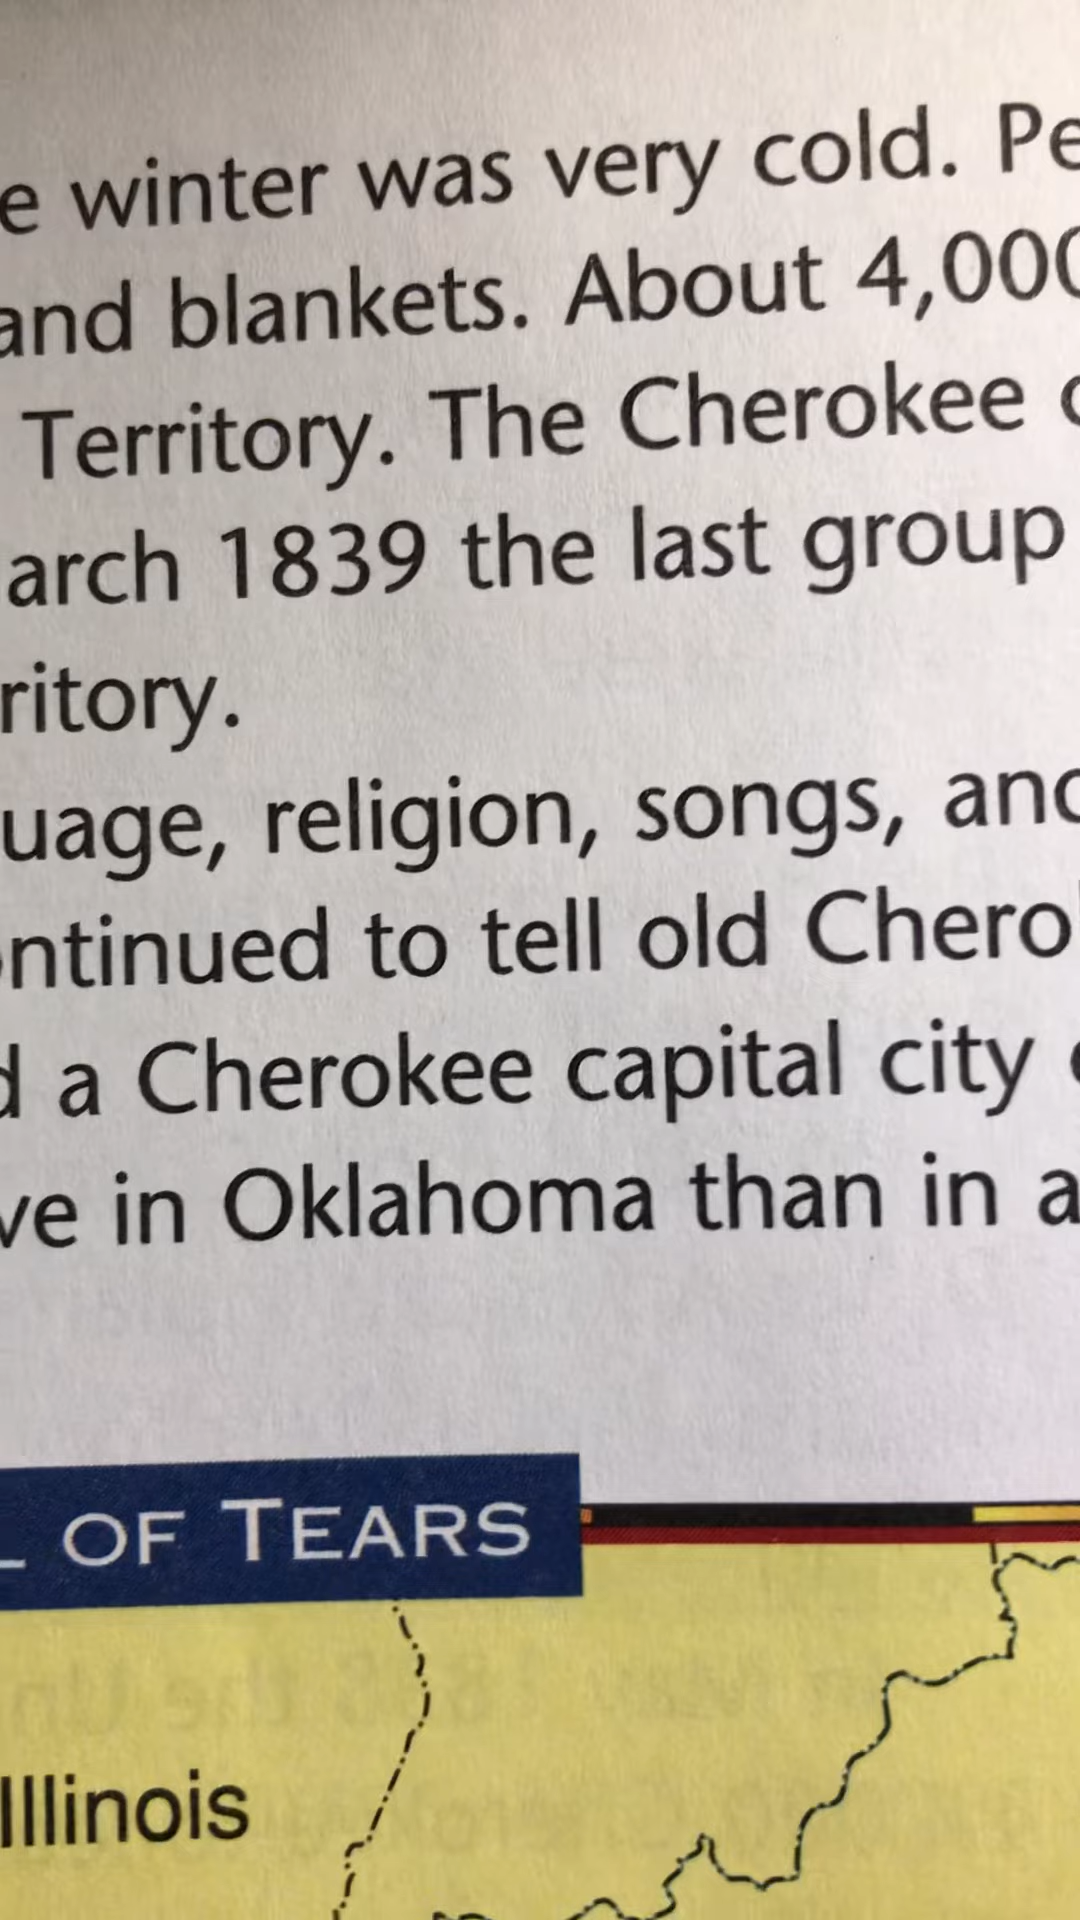 e winter was very cold. Pe
and blankets. About 4,000
Territory. The Cherokee
arch 1839 the last group
ritory.
uage, religion, songs, and
ontinued to tell old Chero
d a Cherokee capital city
ve in Oklahoma than in a
L OF TEARS
Illinois